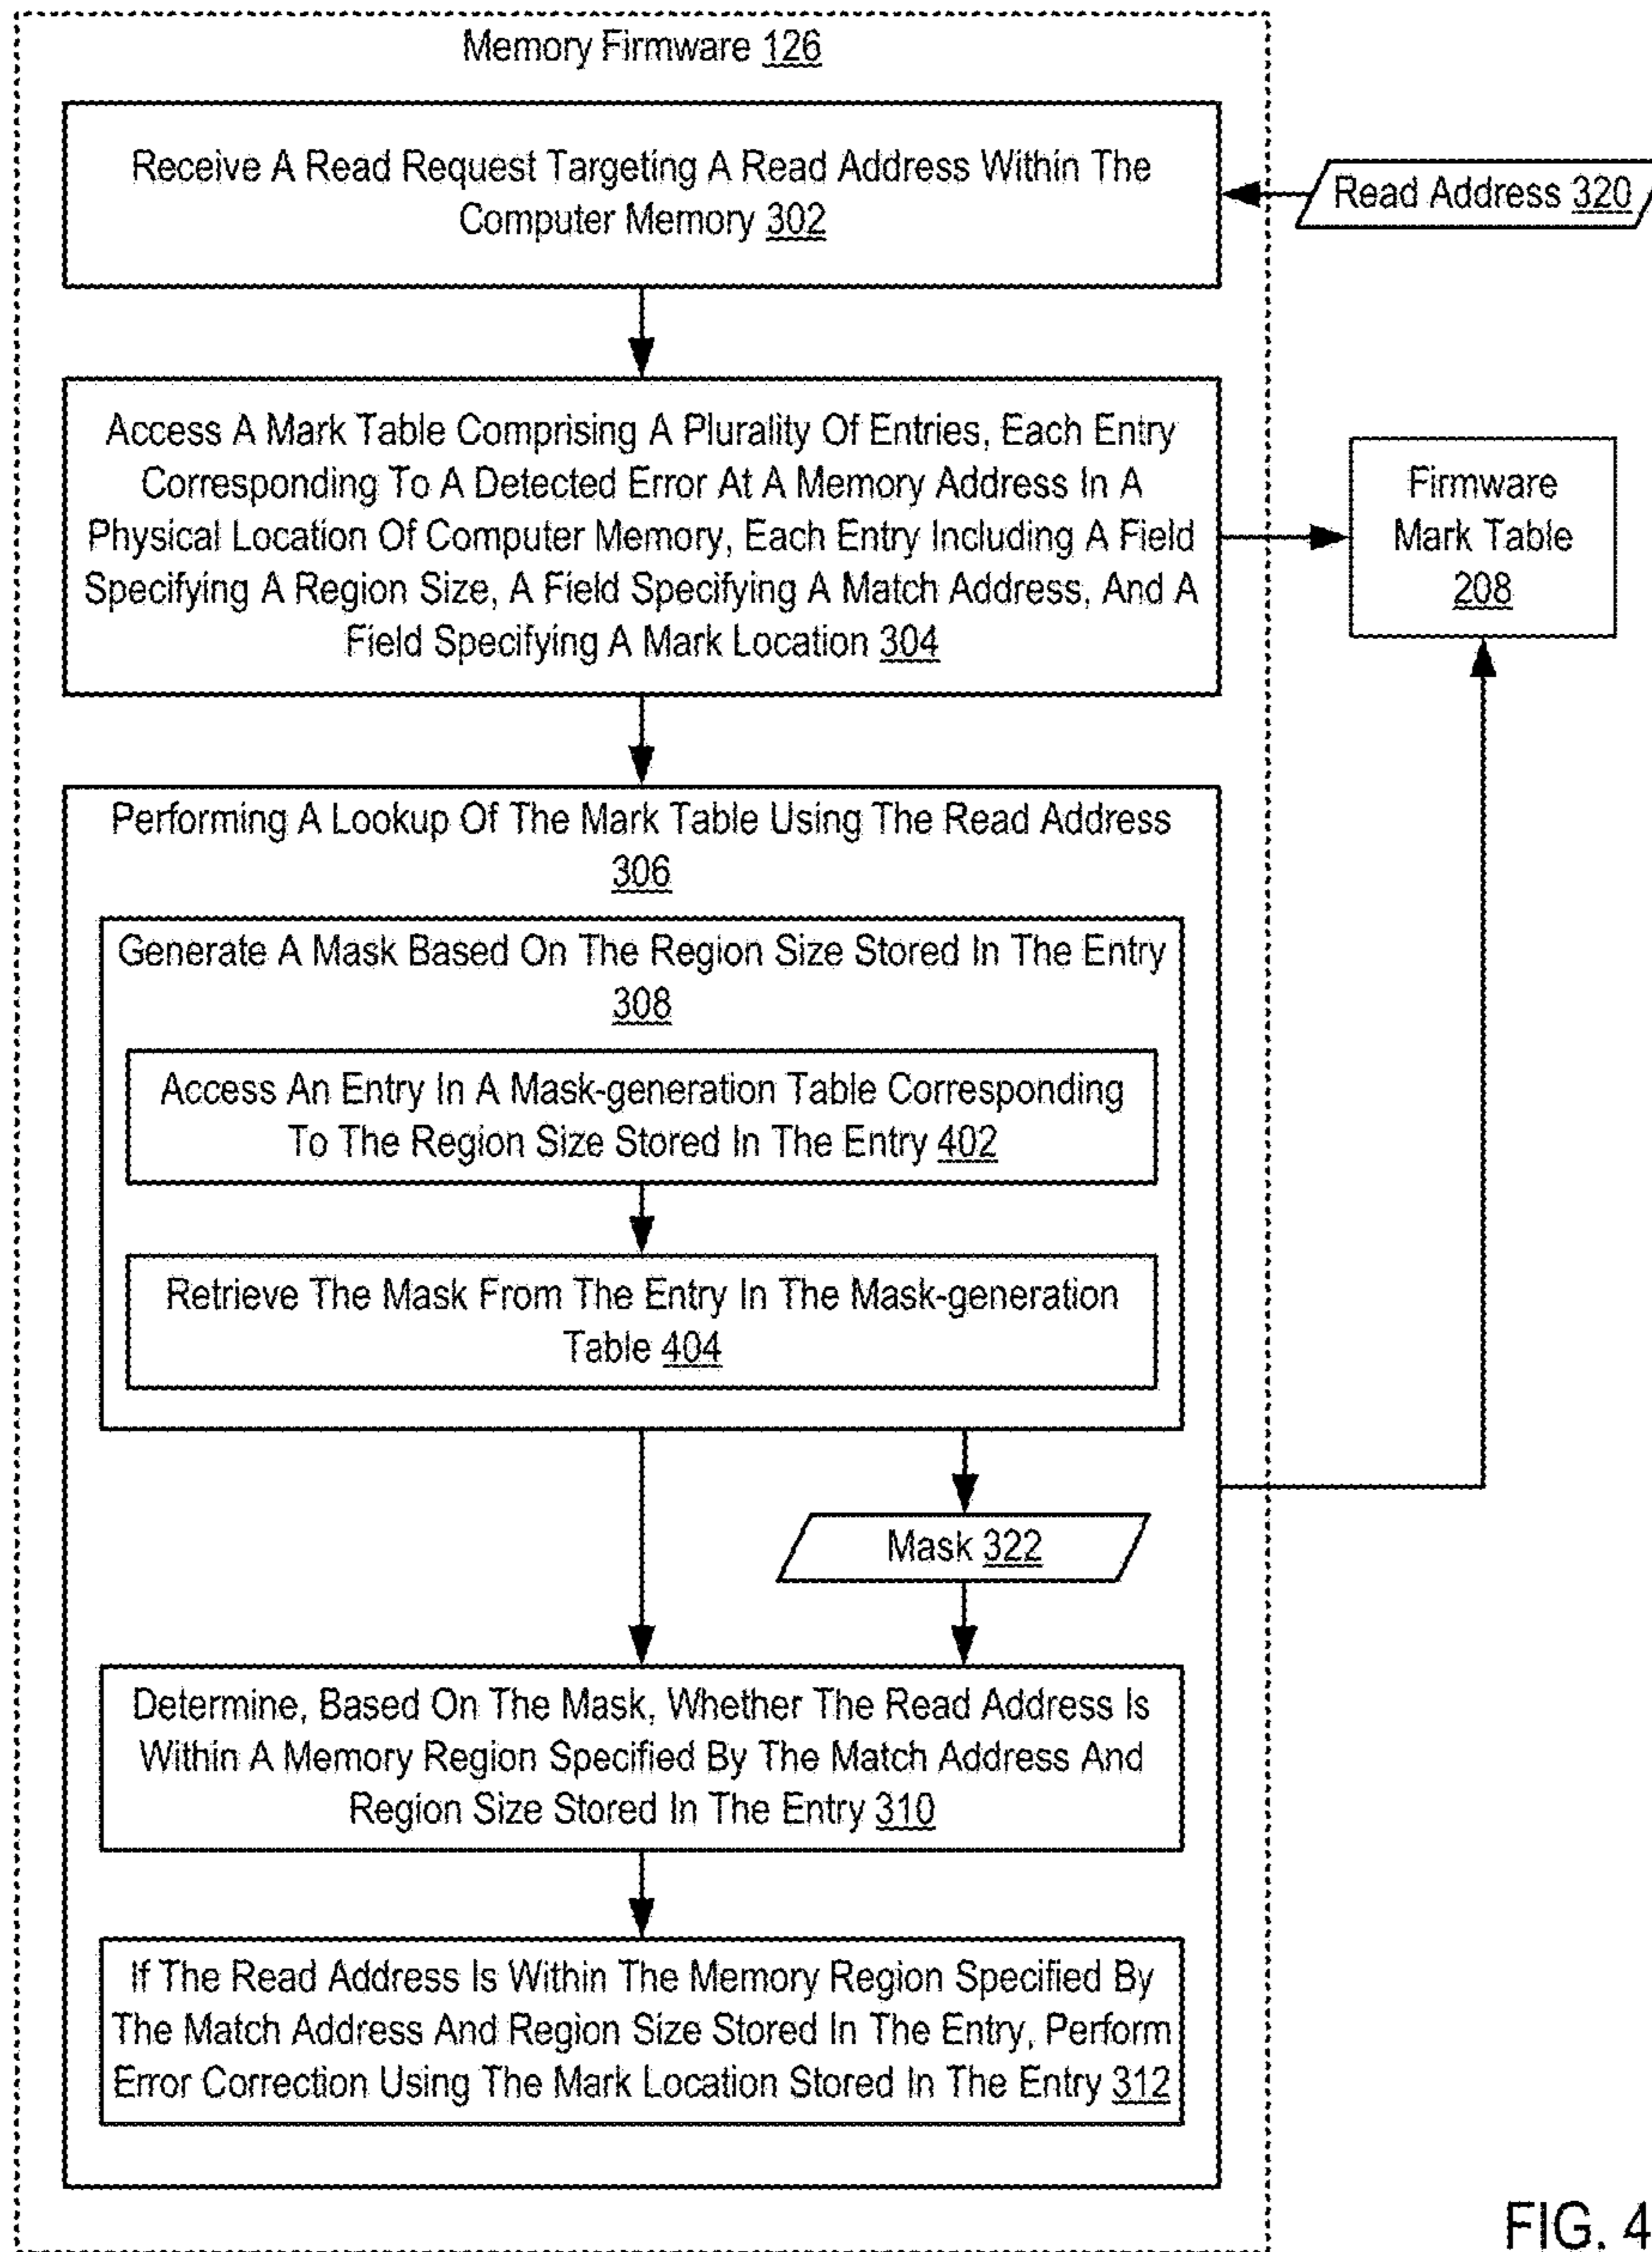 Memory Firmware 126
Receive A Read Request Targeting A Read Address Within The
Computer Memory 302
Read Address 320
Access A Mark Table Comprising A Plurality Of Entries, Each Entry
Corresponding To A Detected Error At A Memory Address In A
Physical Location Of Computer Memory, Each Entry Including A Field
Specifying A Region Size, A Field Specifying A Match Address, And A
Field Specifying A Mark Location 304
Firmware
Mark Table
208
Performing A Lookup Of The Mark Table Using The Read Address
306
Generate A Mask Based On The Region Size Stored In The Entry
308
Access An Entry In A Mask-generation Table Corresponding
To The Region Size Stored In The Entry 402
Retrieve The Mask From The Entry In The Mask-generation
Table 404
Mask 322
Determine, Based On The Mask, Whether The Read Address Is
Within A Memory Region Specified By The Match Address And
Region Size Stored In The Entry 310
If The Read Address Is Within The Memory Region Specified By
The Match Address And Region Size Stored In The Entry, Perform
Error Correction Using The Mark Location Stored In The Entry 312
FIG. 4